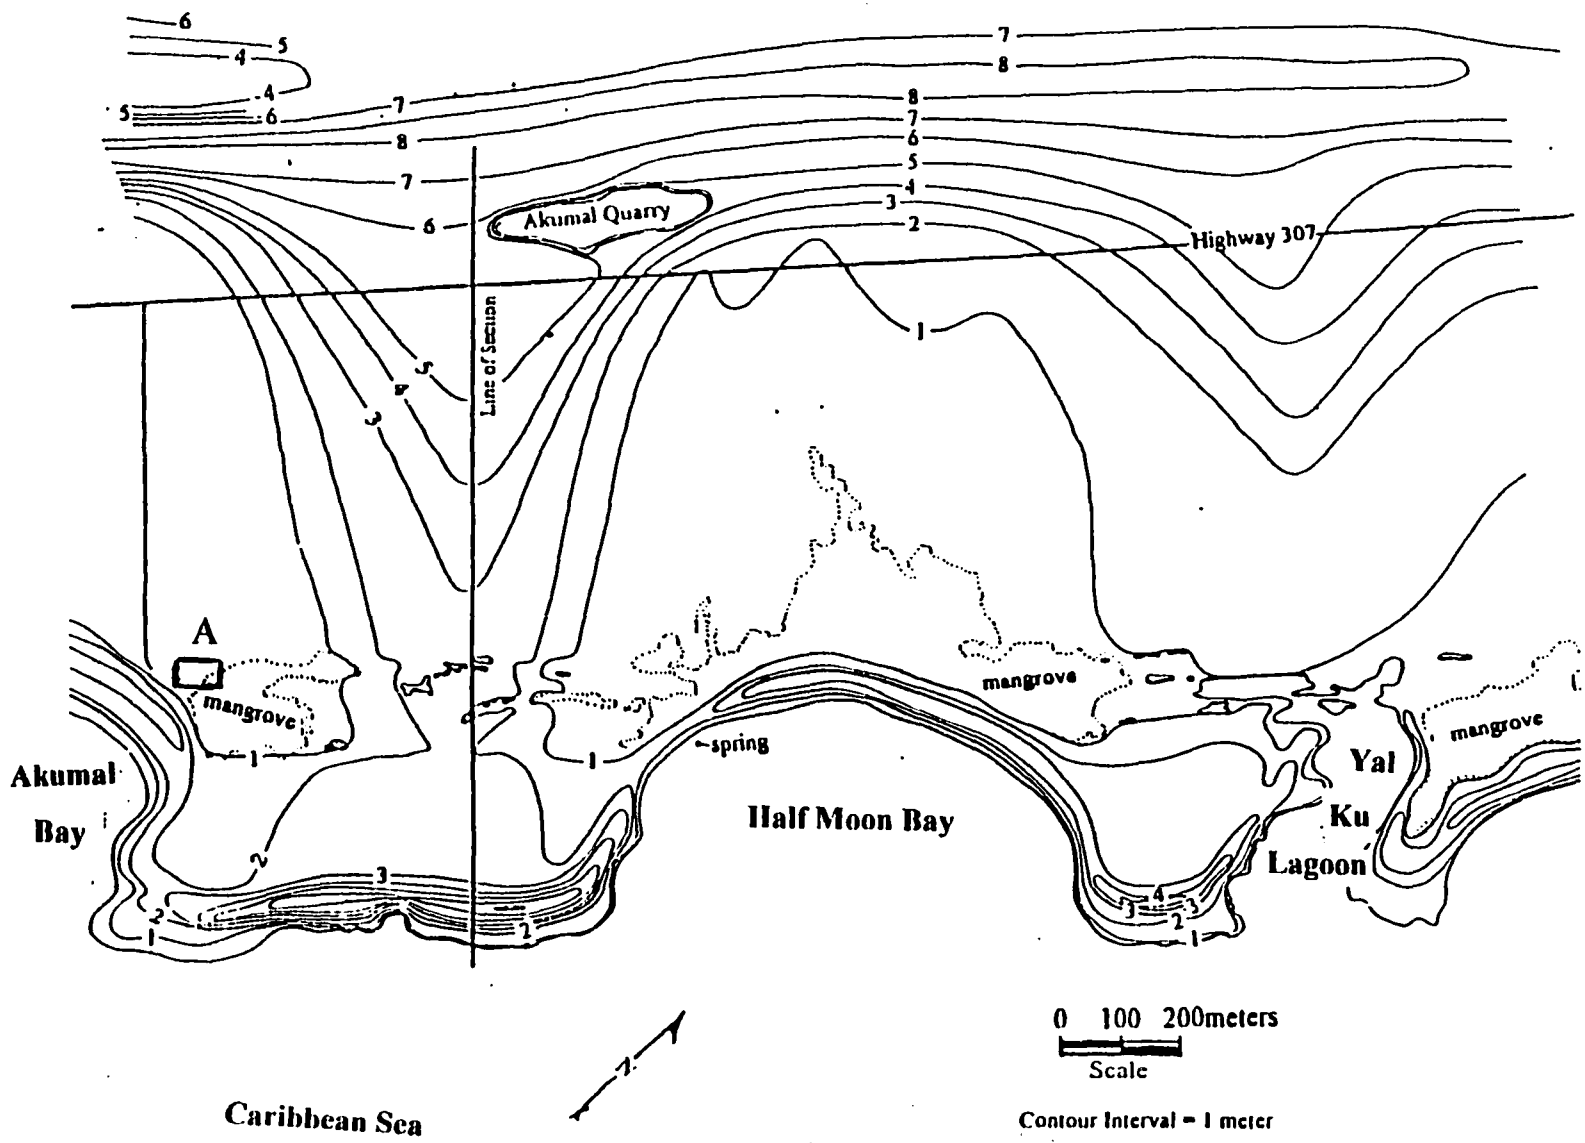 6
5
4
4
5
6
7
8
7
6
7
8
8
7
6
5
4
3
2
Akumal Quarry
Highway 307
Line of Section
5
4
3
1
A
mangrove
1
mangrove
mangrove
1
spring
Akumal
Bay
Half Moon Bay
Yal
Ku
Lagoon
2
3
2
1
2
4
3
3
2
1
N
0 100 200meters
Scale
Caribbean Sea
Contour Interval = 1 meter